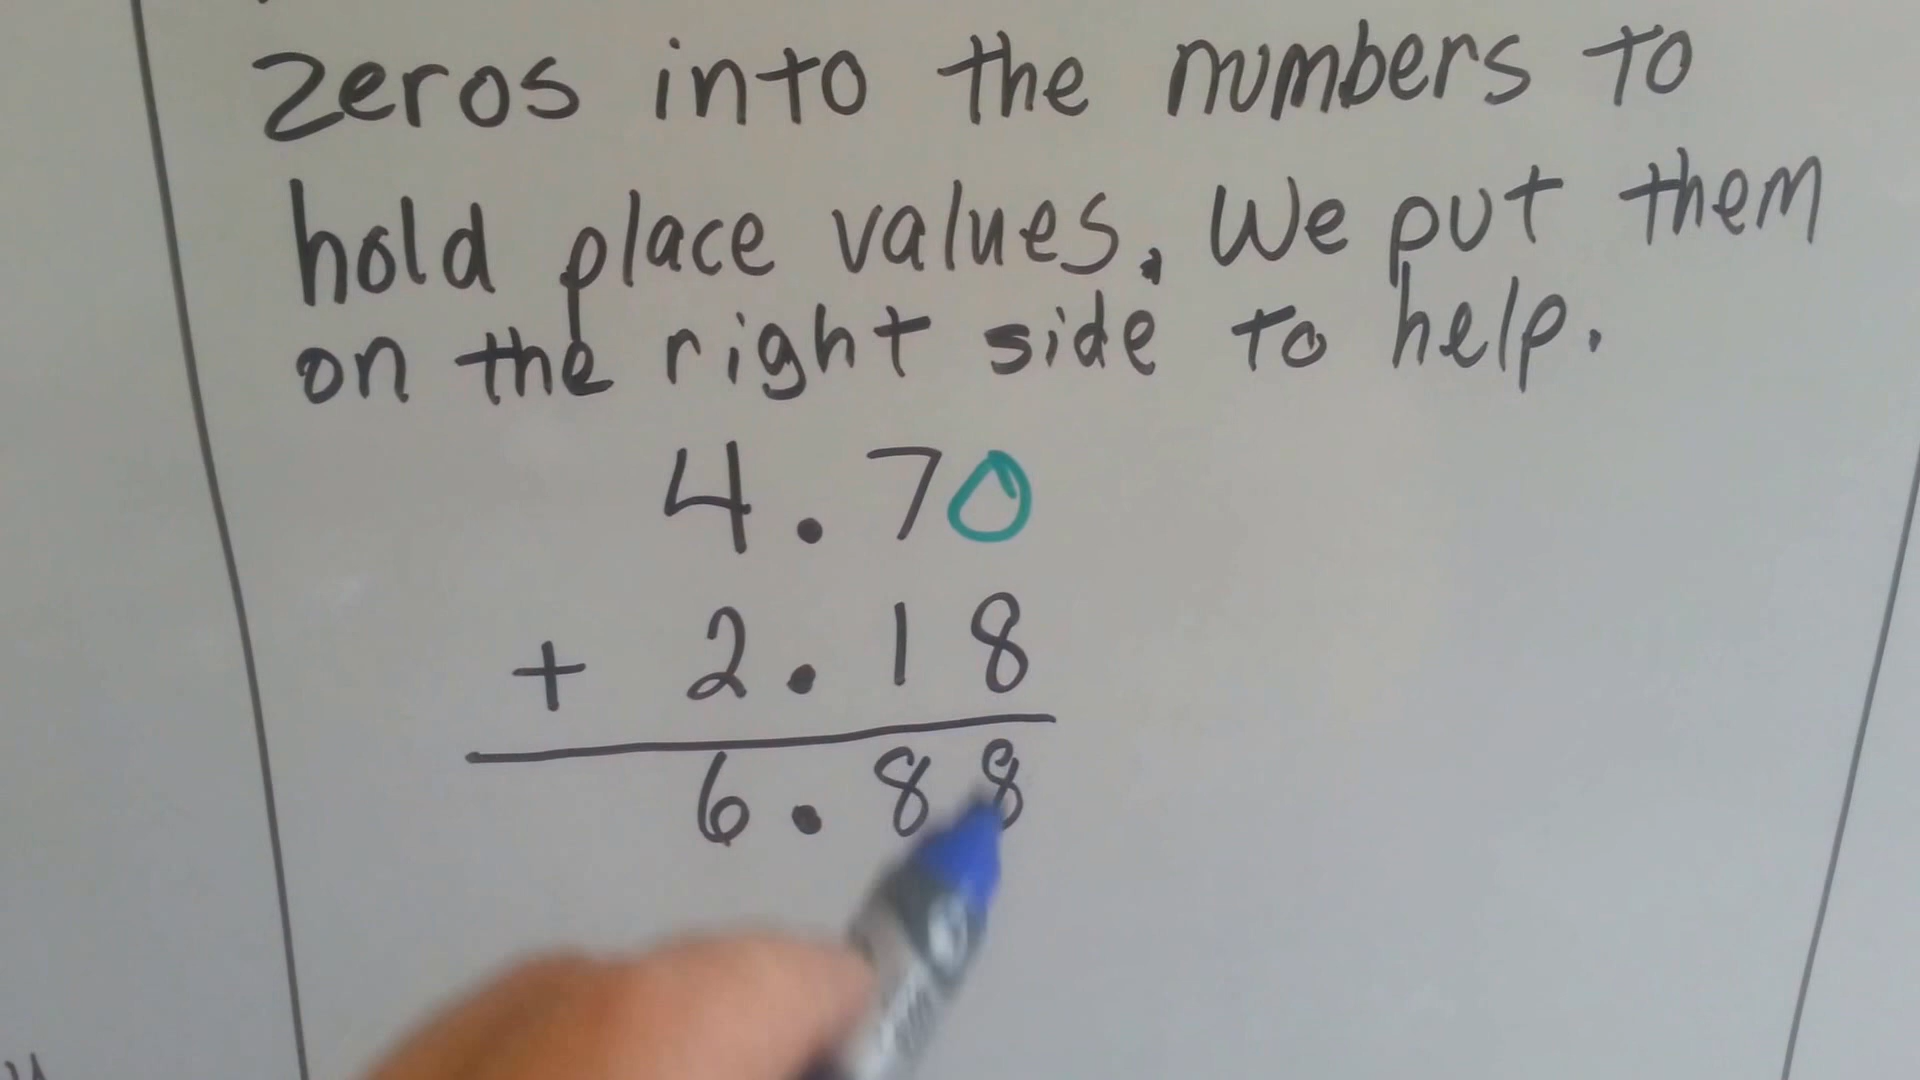 zeros into the numbers to
hold place values. We put them
on the right side to help.
4.70
+ 2.18
6.88